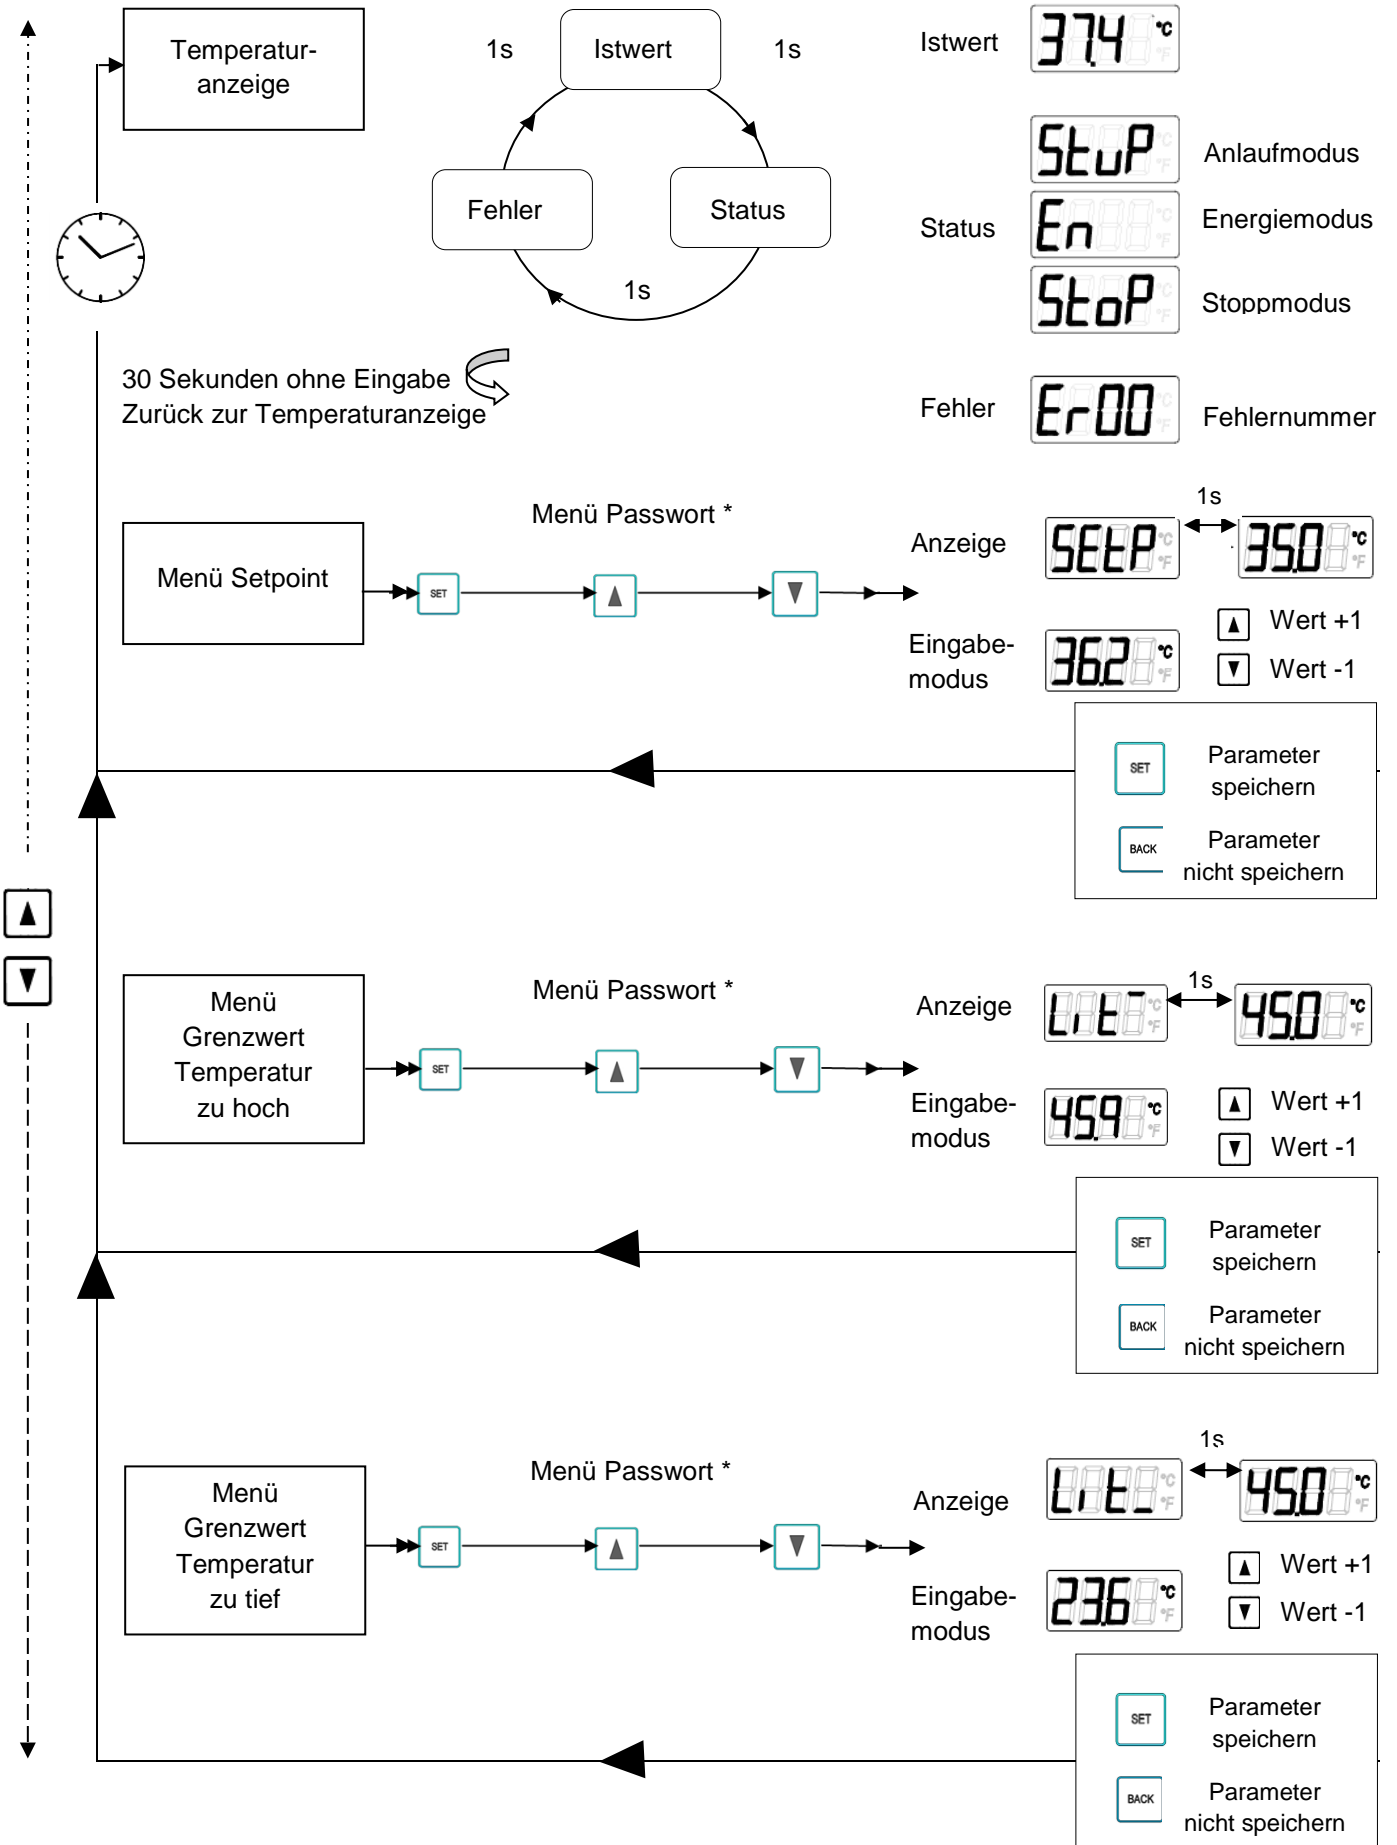 Temperatur-
anzeige
1s
Istwert
1s
Fehler
Status
1s
Istwert
37.4 °C °F
Status
StuP °C °F
Anlaufmodus
En °C °F
Energiemodus
StoP °C °F
Stoppmodus
30 Sekunden ohne Eingabe
Zurück zur Temperaturanzeige
Fehler
Er00 °C °F
Fehlernummer
Menü Setpoint
Menü Passwort *
SET
Anzeige
SEtP °C °F
1s
35.0 °C °F
Eingabe-
modus
36.2 °C °F
Wert +1
Wert -1
SET
Parameter
speichern
BACK
Parameter
nicht speichern
Menü
Grenzwert
Temperatur
zu hoch
Menü Passwort *
SET
Anzeige
Lit¯ °C °F
1s
45.0 °C °F
Eingabe-
modus
45.9 °C °F
Wert +1
Wert -1
SET
Parameter
speichern
BACK
Parameter
nicht speichern
Menü
Grenzwert
Temperatur
zu tief
Menü Passwort *
SET
Anzeige
Lit_ °C °F
1s
45.0 °C °F
Eingabe-
modus
23.6 °C °F
Wert +1
Wert -1
SET
Parameter
speichern
BACK
Parameter
nicht speichern